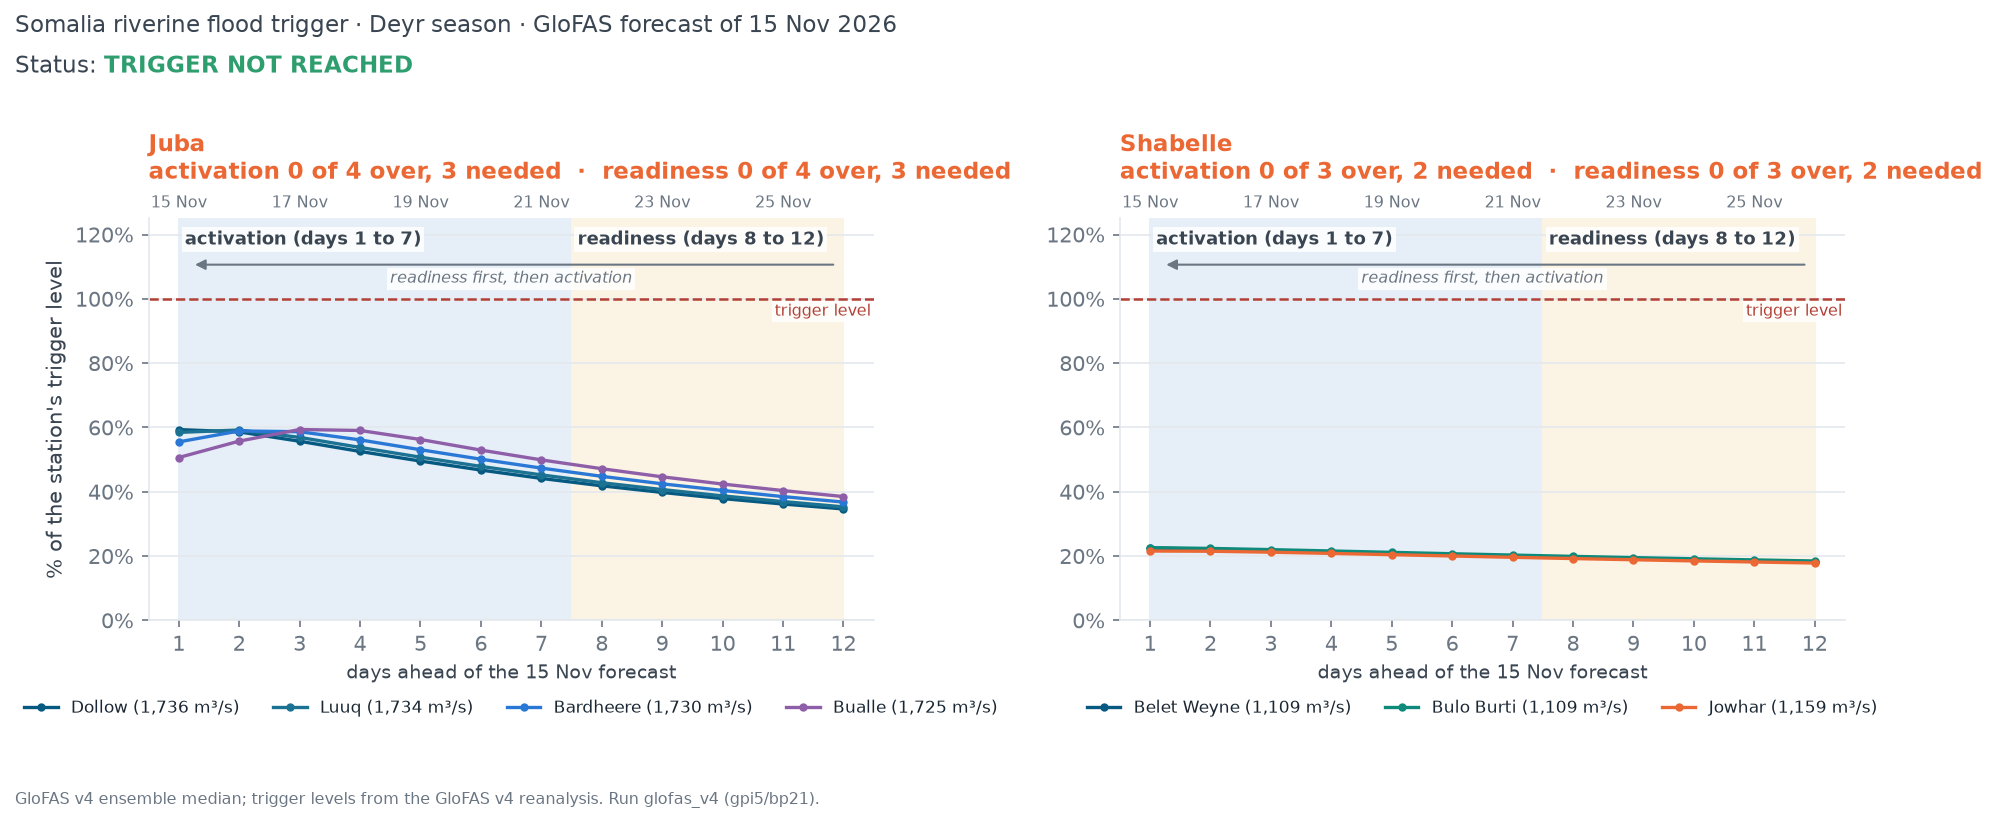 Somalia riverine flood trigger · Deyr season · GloFAS forecast of 15 Nov 2026
Status: TRIGGER NOT REACHED
Juba
activation 0 of 4 over, 3 needed · readiness 0 of 4 over, 3 needed
15 Nov 17 Nov 19 Nov 21 Nov 23 Nov 25 Nov
activation (days 1 to 7) readiness (days 8 to 12)
readiness first, then activation
trigger level
% of the station's trigger level
120%
100%
80%
60%
40%
20%
0%
1 2 3 4 5 6 7 8 9 10 11 12
days ahead of the 15 Nov forecast
Dollow (1,736 m³/s) Luuq (1,734 m³/s) Bardheere (1,730 m³/s) Bualle (1,725 m³/s)
Shabelle
activation 0 of 3 over, 2 needed · readiness 0 of 3 over, 2 needed
15 Nov 17 Nov 19 Nov 21 Nov 23 Nov 25 Nov
activation (days 1 to 7) readiness (days 8 to 12)
readiness first, then activation
trigger level
120%
100%
80%
60%
40%
20%
0%
1 2 3 4 5 6 7 8 9 10 11 12
days ahead of the 15 Nov forecast
Belet Weyne (1,109 m³/s) Bulo Burti (1,109 m³/s) Jowhar (1,159 m³/s)
GloFAS v4 ensemble median; trigger levels from the GloFAS v4 reanalysis. Run glofas_v4 (gpi5/bp21).